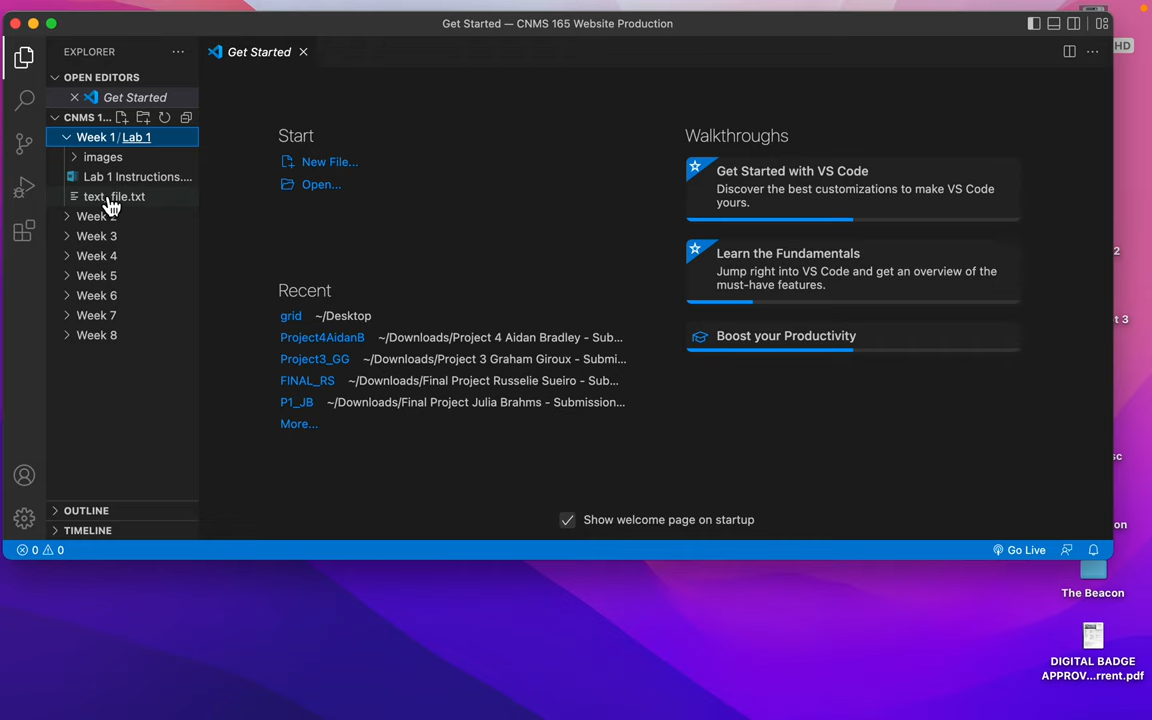 Get Started — CNMS 165 Website Production
HD
EXPLORER
Get Started
OPEN EDITORS
Get Started
CNMS 1...
Week 1 / Lab 1
images
Lab 1 Instructions....
text_file.txt
Week 2
Week 3
Week 4
Week 5
Week 6
Week 7
Week 8
OUTLINE
TIMELINE
Start
New File...
Open...
Recent
grid ~/Desktop
Project4AidanB ~/Downloads/Project 4 Aidan Bradley - Sub...
Project3_GG ~/Downloads/Project 3 Graham Giroux - Submi...
FINAL_RS ~/Downloads/Final Project Russelie Sueiro - Sub...
P1_JB ~/Downloads/Final Project Julia Brahms - Submission...
More...
Walkthroughs
Get Started with VS Code
Discover the best customizations to make VS Code
yours.
Learn the Fundamentals
Jump right into VS Code and get an overview of the
must-have features.
Boost your Productivity
Show welcome page on startup
0 0
Go Live
2
t 3
sc
on
The Beacon
DIGITAL BADGE
APPROV...rrent.pdf